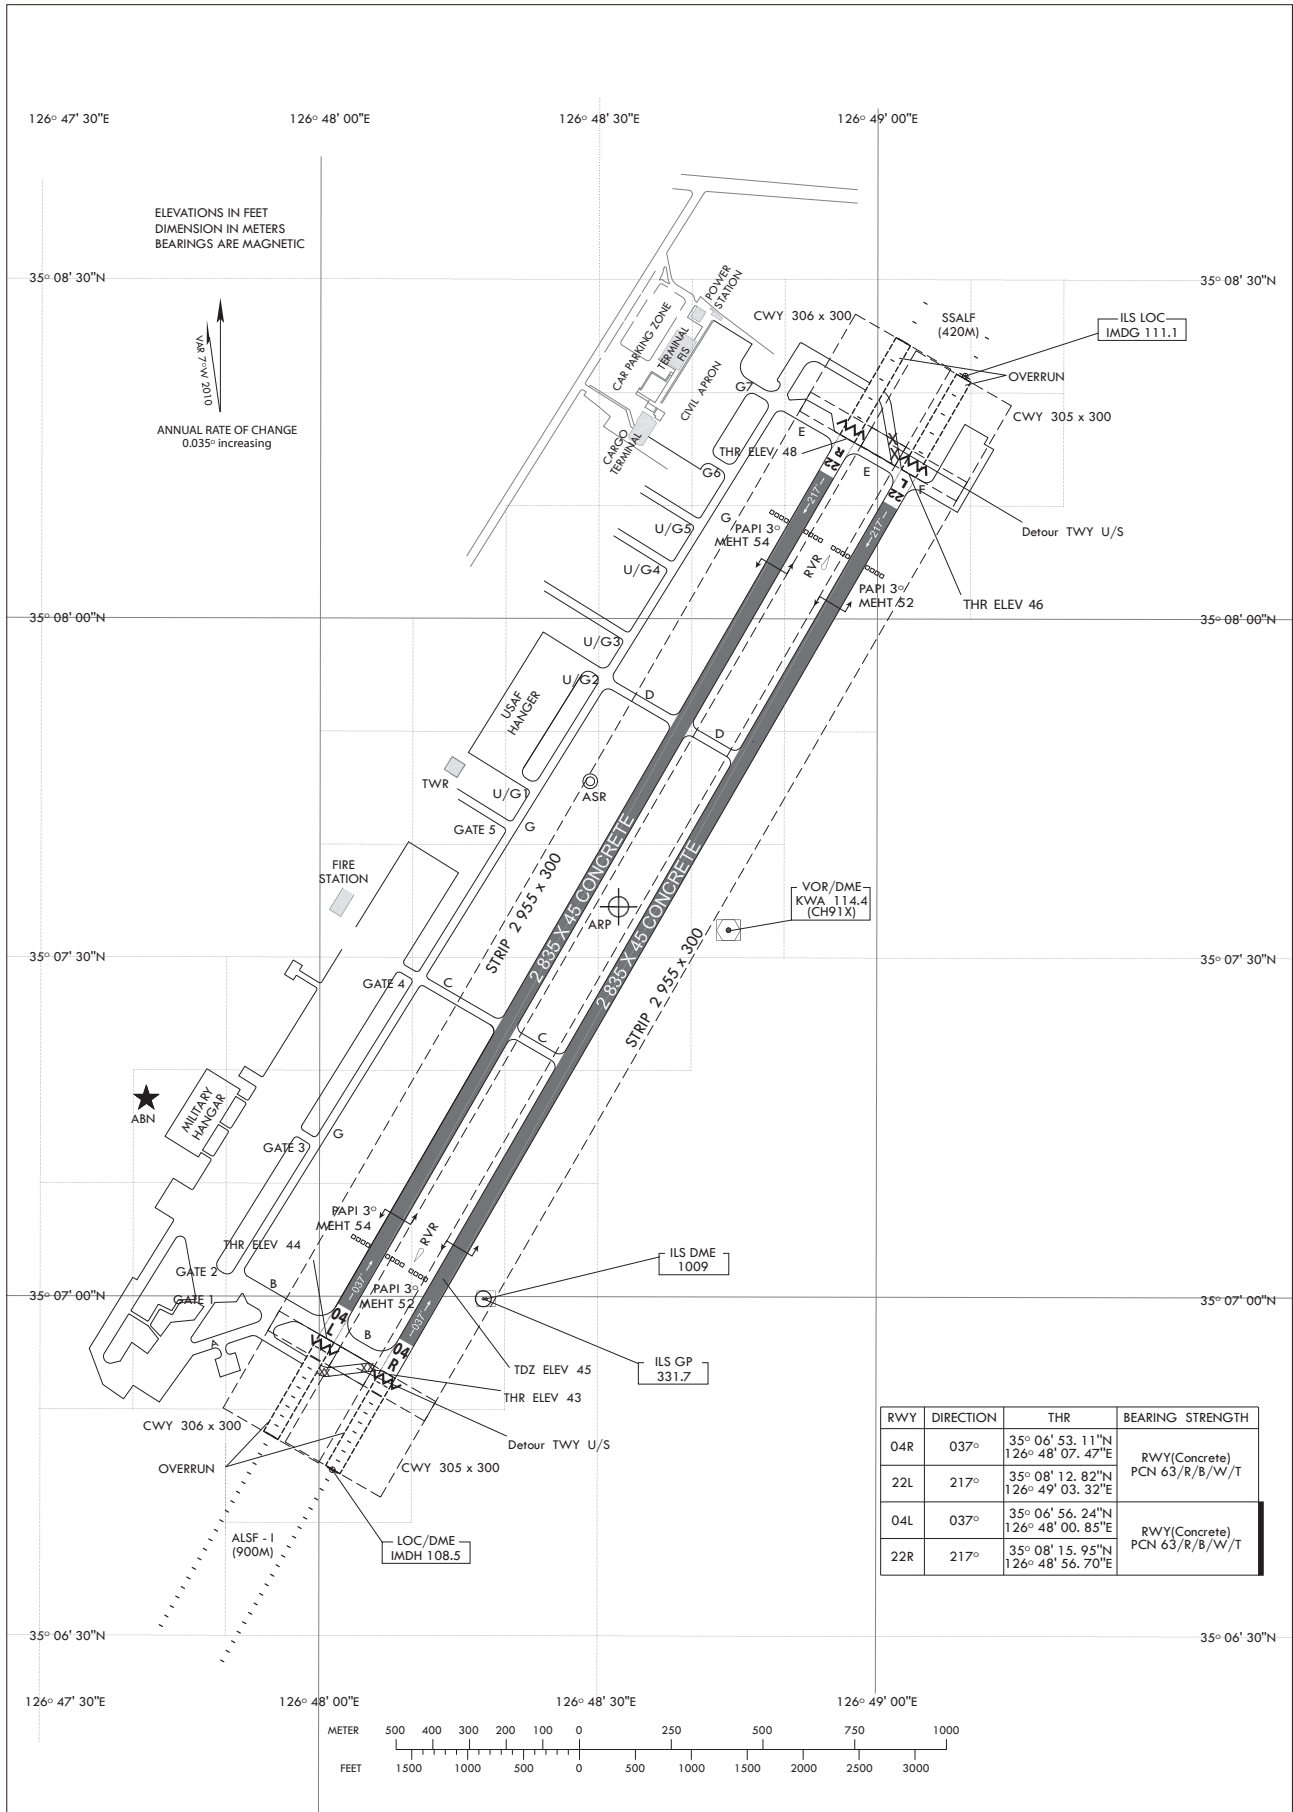 126° 47' 30"E
126° 48' 00"E
126° 48' 30"E
126° 49' 00"E
ELEVATIONS IN FEET
DIMENSION IN METERS
BEARINGS ARE MAGNETIC
35° 08' 30"N
35° 08' 30"N
VAR 7°W 2010
ANNUAL RATE OF CHANGE
0.035° increasing
POWER
STATION
CAR PARKING ZONE
TERMINAL
FIS
CIVIL APRON
CARGO
TERMINAL
CWY 306 x 300
SSALF
(420M)
ILS LOC
IMDG 111.1
OVERRUN
CWY 305 x 300
G7
E
THR ELEV 48
22
R
E
22
L
F
G6
G
217°
217°
Detour TWY U/S
PAPI 3°
MEHT 54
U/G5
U/G4
RVR
PAPI 3°
MEHT 52
THR ELEV 46
35° 08' 00"N
35° 08' 00"N
U/G3
U/G2
USAF
HANGER
D
D
TWR
U/G1
ASR
GATE 5
G
FIRE
STATION
STRIP 2 955 x 300
2 835 X 45 CONCRETE
2 835 X 45 CONCRETE
ARP
VOR/DME
KWA 114.4
(CH91X)
STRIP 2 955 x 300
35° 07' 30"N
35° 07' 30"N
GATE 4
C
C
ABN
MILITARY
HANGAR
G
GATE 3
PAPI 3°
MEHT 54
RVR
THR ELEV 44
ILS DME
1009
GATE 2
B
037°
PAPI 3°
MEHT 52
GATE 1
35° 07' 00"N
35° 07' 00"N
04
L
B
037°
04
R
A
TDZ ELEV 45
ILS GP
331.7
THR ELEV 43
CWY 306 x 300
Detour TWY U/S
OVERRUN
CWY 305 x 300
ALSF - I
(900M)
LOC/DME
IMDH 108.5
RWY DIRECTION THR BEARING STRENGTH
04R 037° 35° 06' 53. 11"N
126° 48' 07. 47"E
RWY(Concrete)
PCN 63/R/B/W/T
22L 217° 35° 08' 12. 82"N
126° 49' 03. 32"E
04L 037° 35° 06' 56. 24"N
126° 48' 00. 85"E
RWY(Concrete)
PCN 63/R/B/W/T
22R 217° 35° 08' 15. 95"N
126° 48' 56. 70"E
35° 06' 30"N
35° 06' 30"N
126° 47' 30"E
126° 48' 00"E
126° 48' 30"E
126° 49' 00"E
METER 500 400 300 200 100 0 250 500 750 1000
FEET 1500 1000 500 0 500 1000 1500 2000 2500 3000